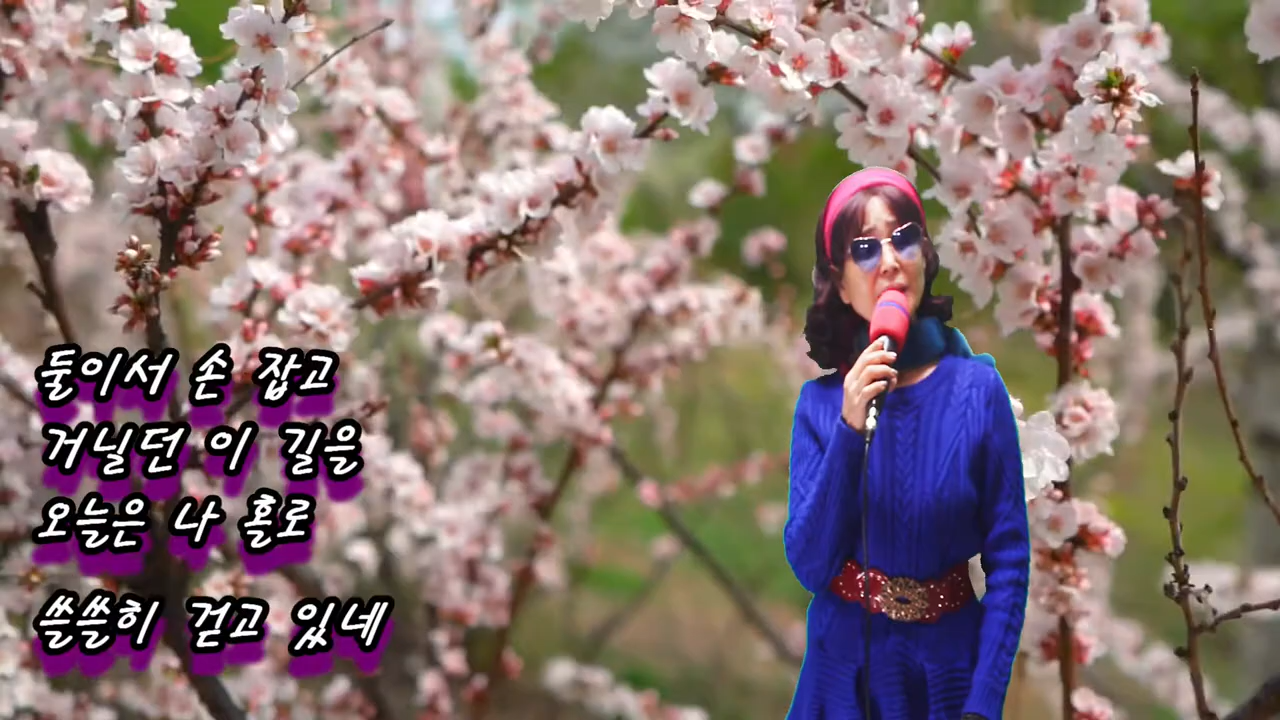 둘이서 손 잡고
거닐던 이 길은
오늘은 나 홀로
쓸쓸히 걷고 있네